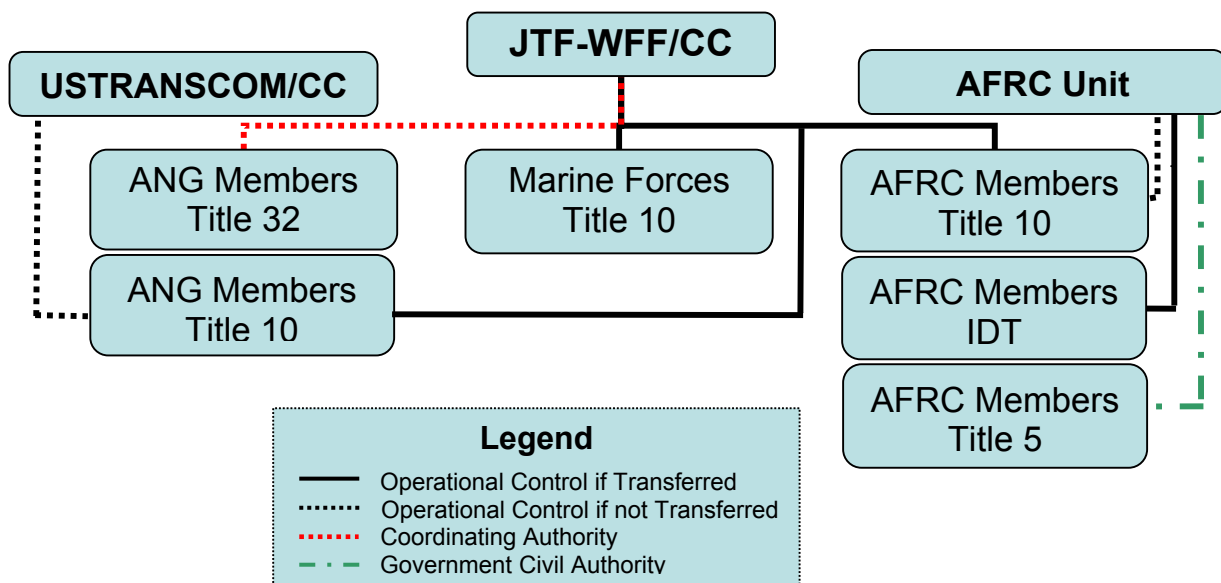 JTF-WFF/CC
USTRANSCOM/CC
AFRC Unit
ANG Members
Title 32
Marine Forces
Title 10
AFRC Members
Title 10
ANG Members
Title 10
AFRC Members
IDT
AFRC Members
Title 5
Legend
Operational Control if Transferred
Operational Control if not Transferred
Coordinating Authority
Government Civil Authority